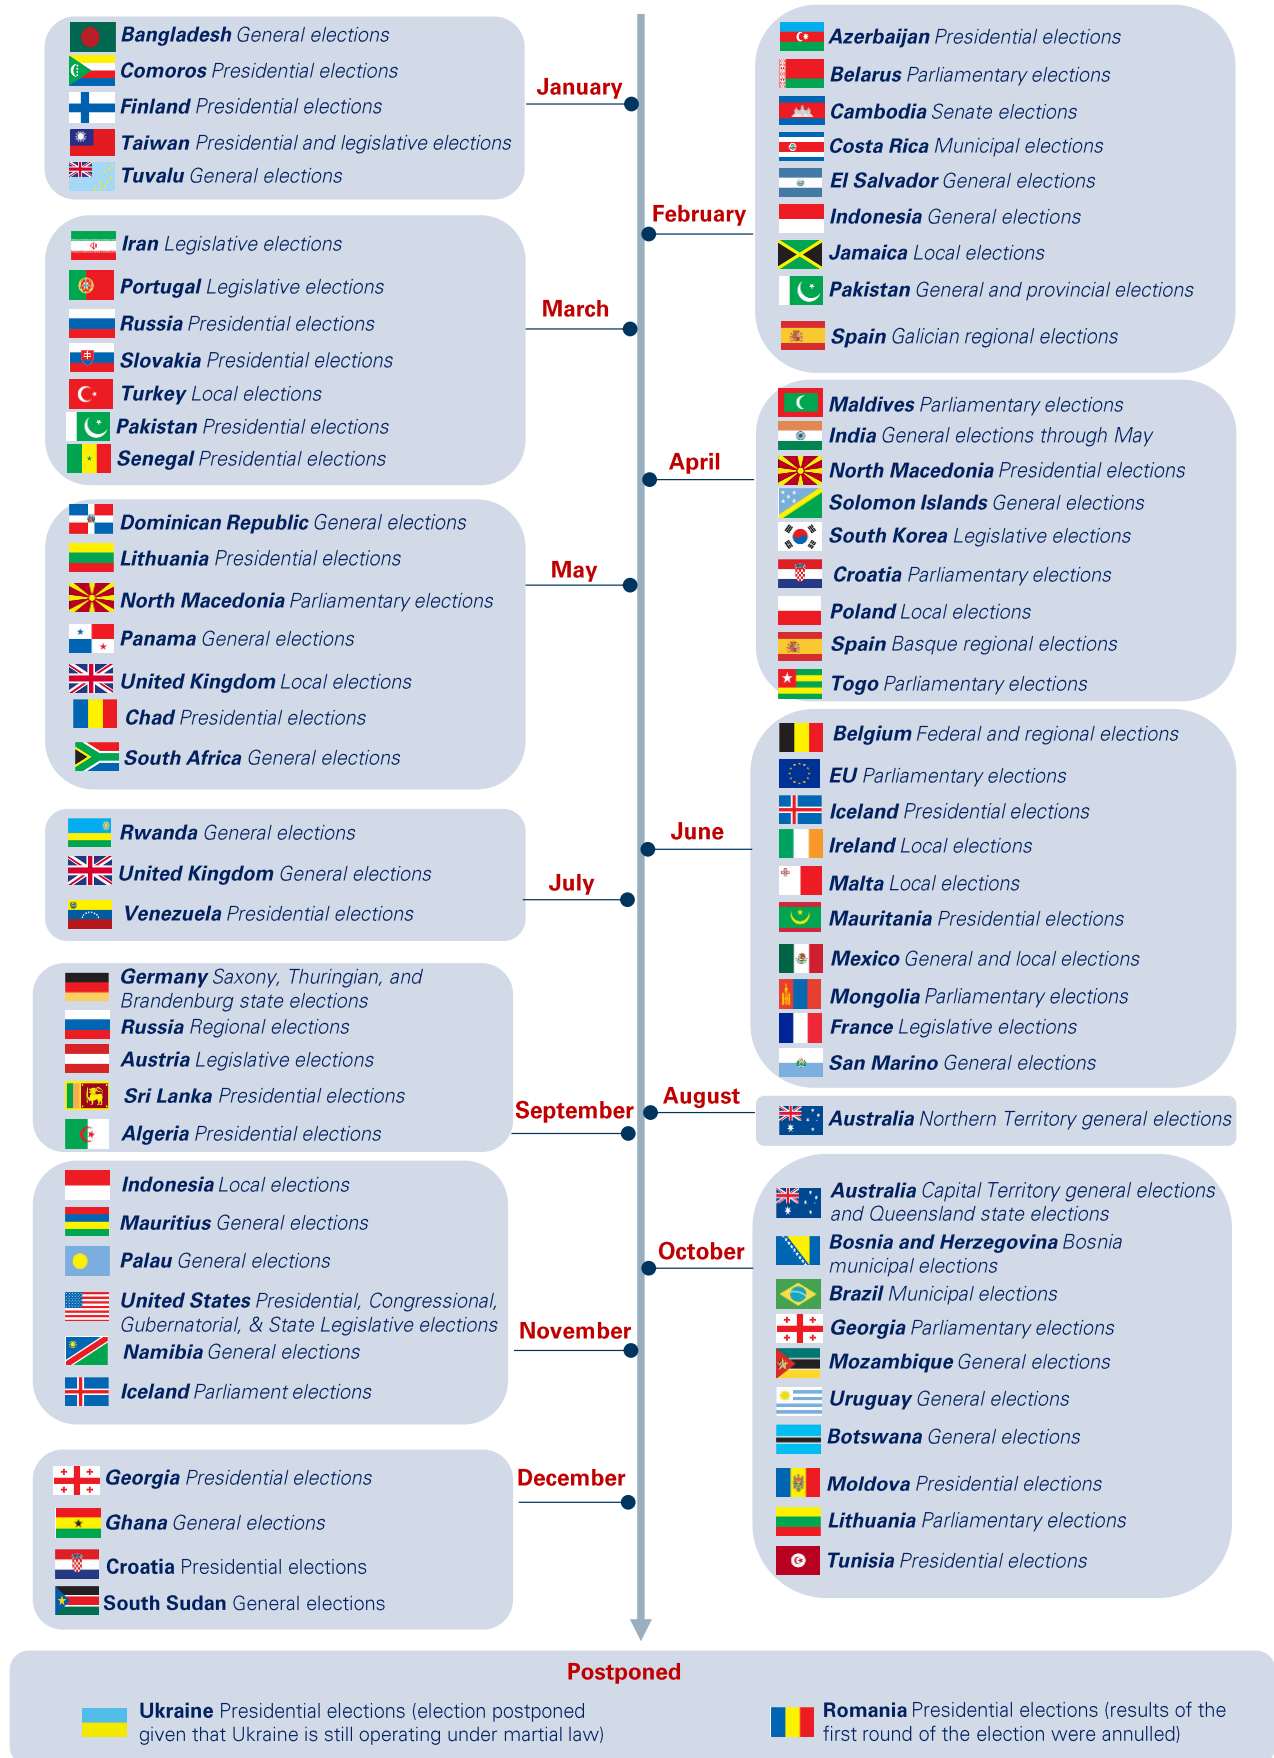 January
Bangladesh General elections
Comoros Presidential elections
Finland Presidential elections
Taiwan Presidential and legislative elections
Tuvalu General elections
February
Azerbaijan Presidential elections
Belarus Parliamentary elections
Cambodia Senate elections
Costa Rica Municipal elections
El Salvador General elections
Indonesia General elections
Jamaica Local elections
Pakistan General and provincial elections
Spain Galician regional elections
March
Iran Legislative elections
Portugal Legislative elections
Russia Presidential elections
Slovakia Presidential elections
Turkey Local elections
Pakistan Presidential elections
Senegal Presidential elections
April
Maldives Parliamentary elections
India General elections through May
North Macedonia Presidential elections
Solomon Islands General elections
South Korea Legislative elections
Croatia Parliamentary elections
Poland Local elections
Spain Basque regional elections
Togo Parliamentary elections
May
Dominican Republic General elections
Lithuania Presidential elections
North Macedonia Parliamentary elections
Panama General elections
United Kingdom Local elections
Chad Presidential elections
South Africa General elections
June
Belgium Federal and regional elections
EU Parliamentary elections
Iceland Presidential elections
Ireland Local elections
Malta Local elections
Mauritania Presidential elections
Mexico General and local elections
Mongolia Parliamentary elections
France Legislative elections
San Marino General elections
July
Rwanda General elections
United Kingdom General elections
Venezuela Presidential elections
August
Australia Northern Territory general elections
September
Germany Saxony, Thuringian, and
Brandenburg state elections
Russia Regional elections
Austria Legislative elections
Sri Lanka Presidential elections
Algeria Presidential elections
October
Australia Capital Territory general elections
and Queensland state elections
Bosnia and Herzegovina Bosnia
municipal elections
Brazil Municipal elections
Georgia Parliamentary elections
Mozambique General elections
Uruguay General elections
Botswana General elections
Moldova Presidential elections
Lithuania Parliamentary elections
Tunisia Presidential elections
November
Indonesia Local elections
Mauritius General elections
Palau General elections
United States Presidential, Congressional,
Gubernatorial, & State Legislative elections
Namibia General elections
Iceland Parliament elections
December
Georgia Presidential elections
Ghana General elections
Croatia Presidential elections
South Sudan General elections
Postponed
Ukraine Presidential elections (election postponed
given that Ukraine is still operating under martial law)
Romania Presidential elections (results of the
first round of the election were annulled)